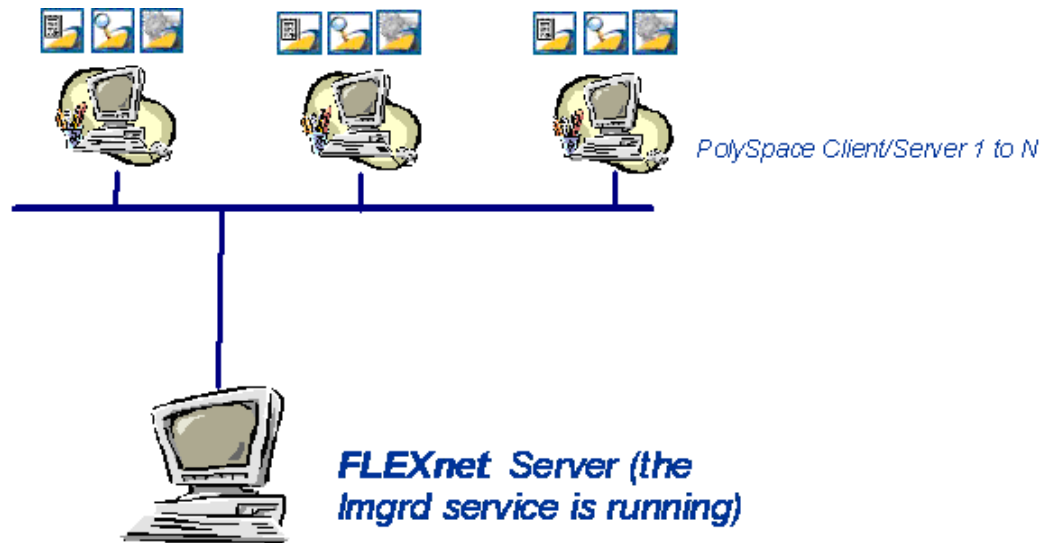 PolySpace Client/Server 1 to N
FLEXnet Server (the
lmgrd service is running)